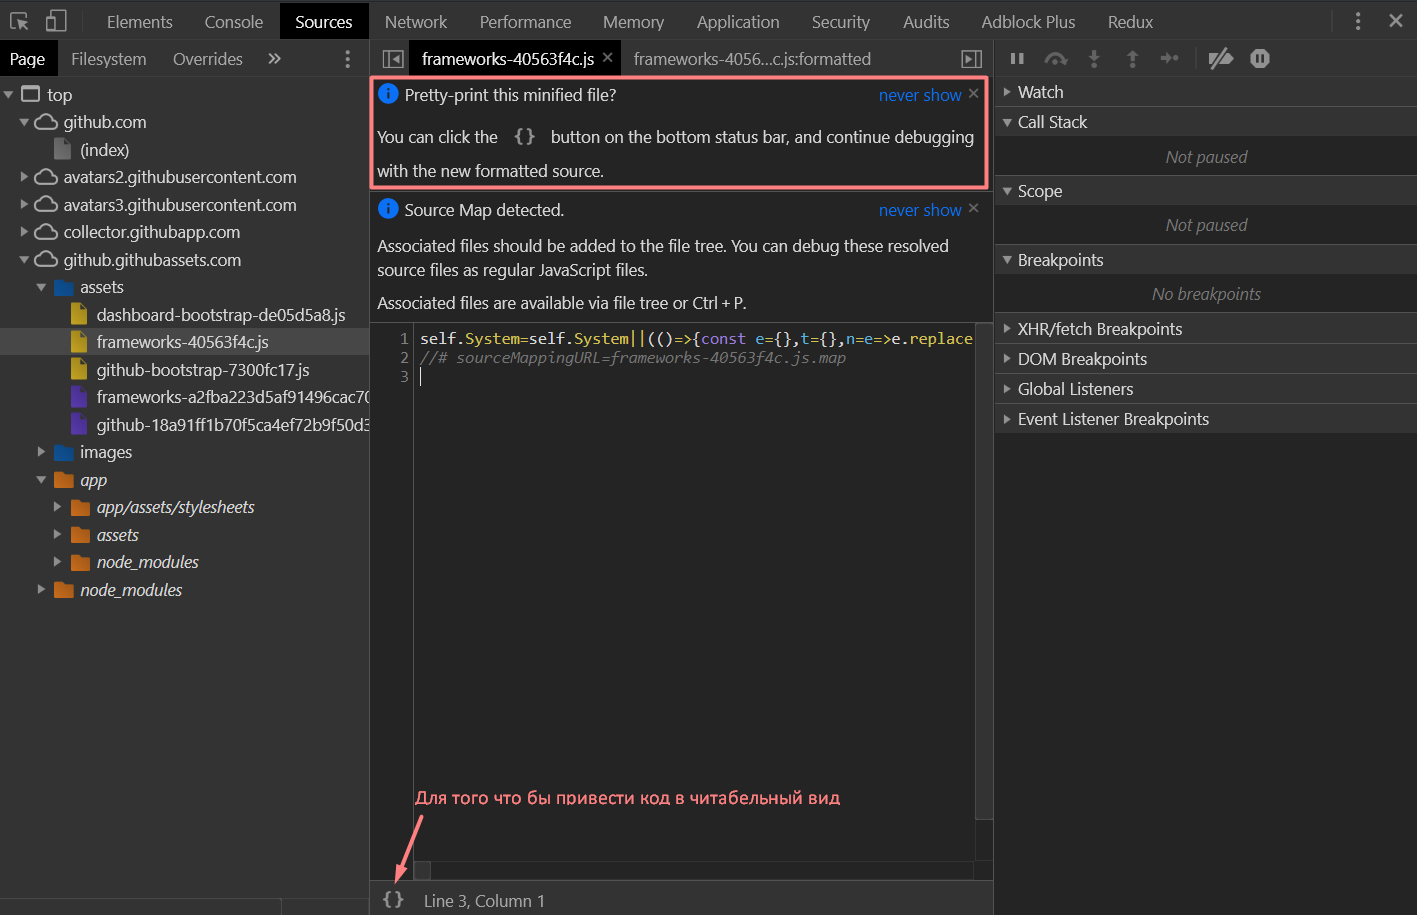 Elements Console Sources Network Performance Memory Application Security Audits Adblock Plus Redux
Page Filesystem Overrides »
top
github.com
(index)
avatars2.githubusercontent.com
avatars3.githubusercontent.com
collector.githubapp.com
github.githubassets.com
assets
dashboard-bootstrap-de05d5a8.js
frameworks-40563f4c.js
github-bootstrap-7300fc17.js
frameworks-a2fba223d5af91496cac70
github-18a91ff1b70f5ca4ef72b9f50d3
images
app
app/assets/stylesheets
assets
node_modules
node_modules
frameworks-40563f4c.js × frameworks-4056...c.js:formatted
Pretty-print this minified file? never show ×
You can click the {} button on the bottom status bar, and continue debugging
with the new formatted source.
Source Map detected. never show ×
Associated files should be added to the file tree. You can debug these resolved
source files as regular JavaScript files.
Associated files are available via file tree or Ctrl + P.
1 self.System=self.System||(()=>{const e={},t={},n=e=>e.replace
2 //# sourceMappingURL=frameworks-40563f4c.js.map
3
Для того что бы привести код в читабельный вид
{} Line 3, Column 1
Watch
Call Stack
Not paused
Scope
Not paused
Breakpoints
No breakpoints
XHR/fetch Breakpoints
DOM Breakpoints
Global Listeners
Event Listener Breakpoints